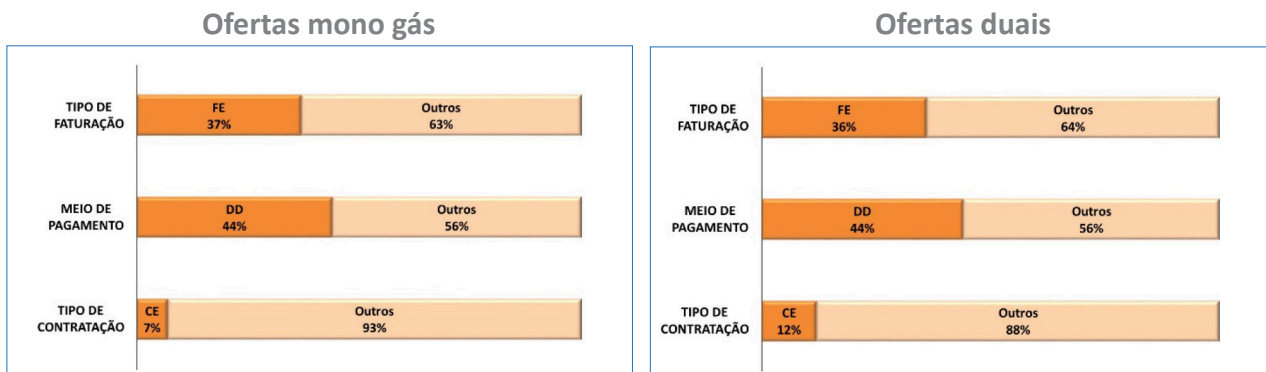 Ofertas mono gás
TIPO DE
FATURAÇÃO
FE
37%
Outros
63%
MEIO DE
PAGAMENTO
DD
44%
Outros
56%
TIPO DE
CONTRATAÇÃO
CE
7%
Outros
93%
Ofertas duais
TIPO DE
FATURAÇÃO
FE
36%
Outros
64%
MEIO DE
PAGAMENTO
DD
44%
Outros
56%
TIPO DE
CONTRATAÇÃO
CE
12%
Outros
88%